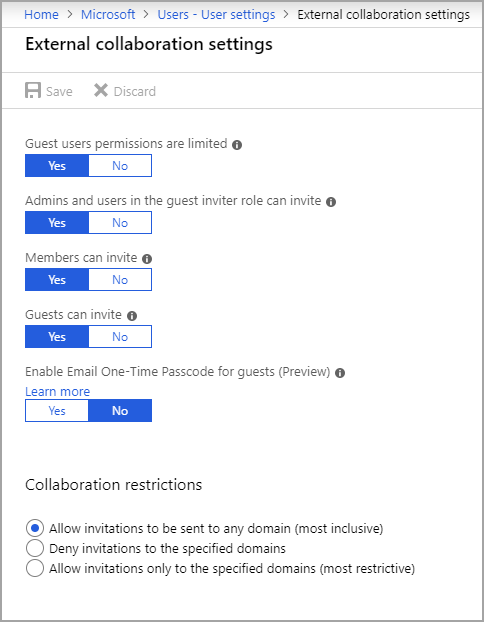 Home > Microsoft > Users - User settings > External collaboration settings
External collaboration settings
Save Discard
Guest users permissions are limited
Yes No
Admins and users in the guest inviter role can invite
Yes No
Members can invite
Yes No
Guests can invite
Yes No
Enable Email One-Time Passcode for guests (Preview)
Learn more
Yes No
Collaboration restrictions
Allow invitations to be sent to any domain (most inclusive)
Deny invitations to the specified domains
Allow invitations only to the specified domains (most restrictive)